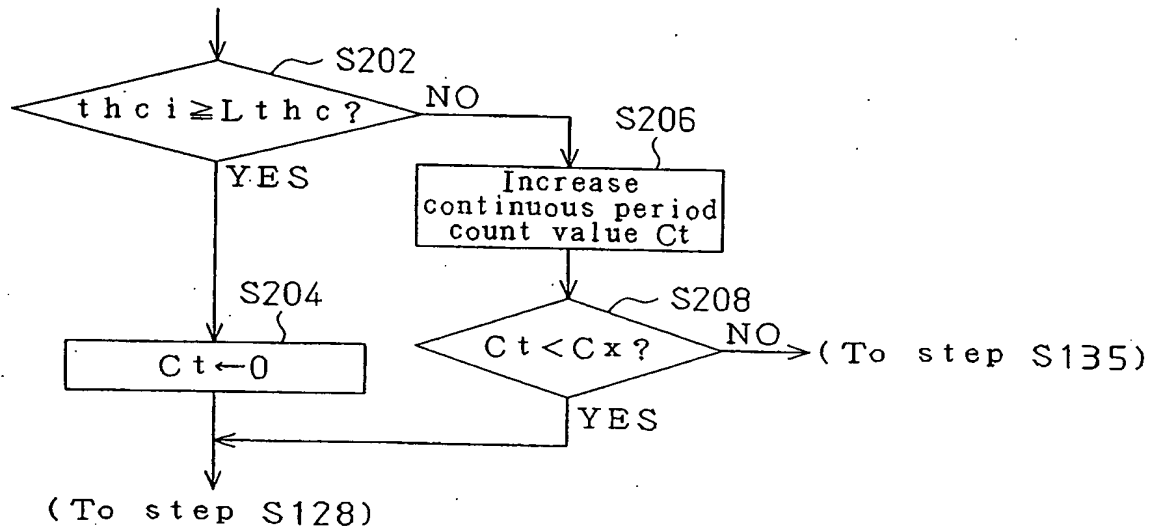 S202
thci≧Lthc?
NO
YES
S206
Increase
continuous period
count value Ct
S204
Ct←0
S208
Ct<Cx?
NO
(To step S135)
YES
(To step S128)